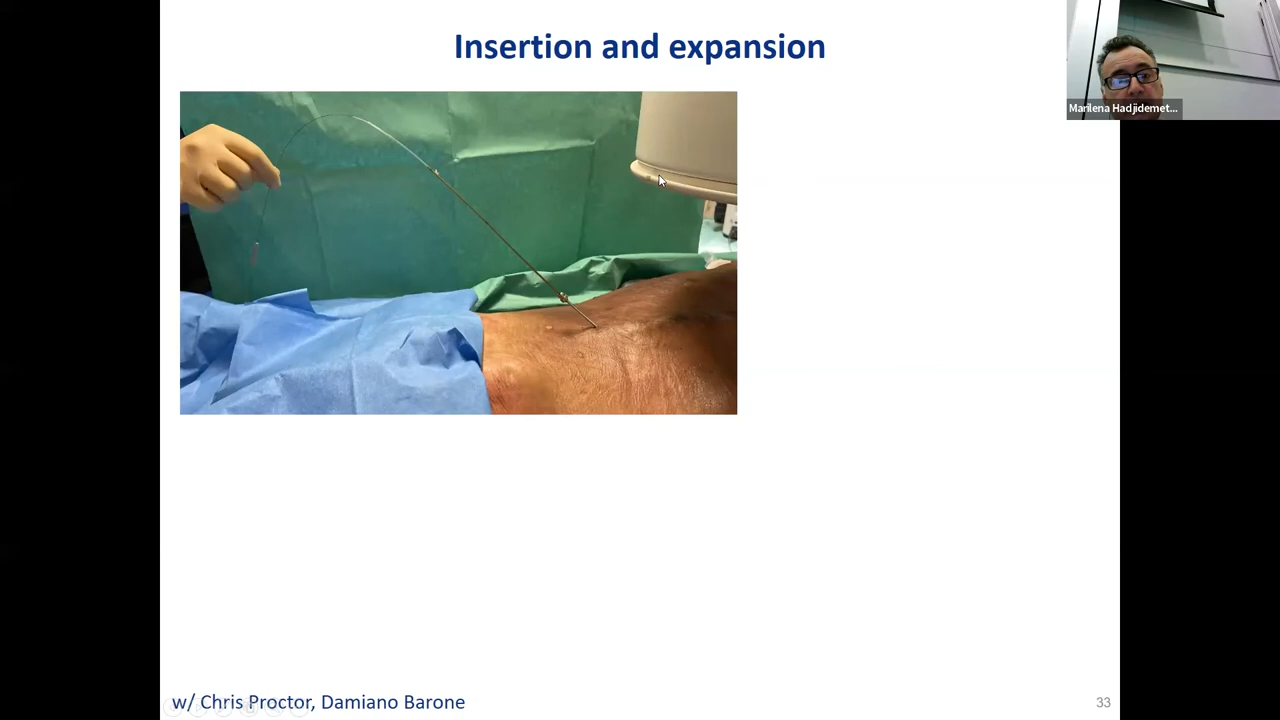 Insertion and expansion
Marilena Hadjidemet...
w/ Chris Proctor, Damiano Barone
33